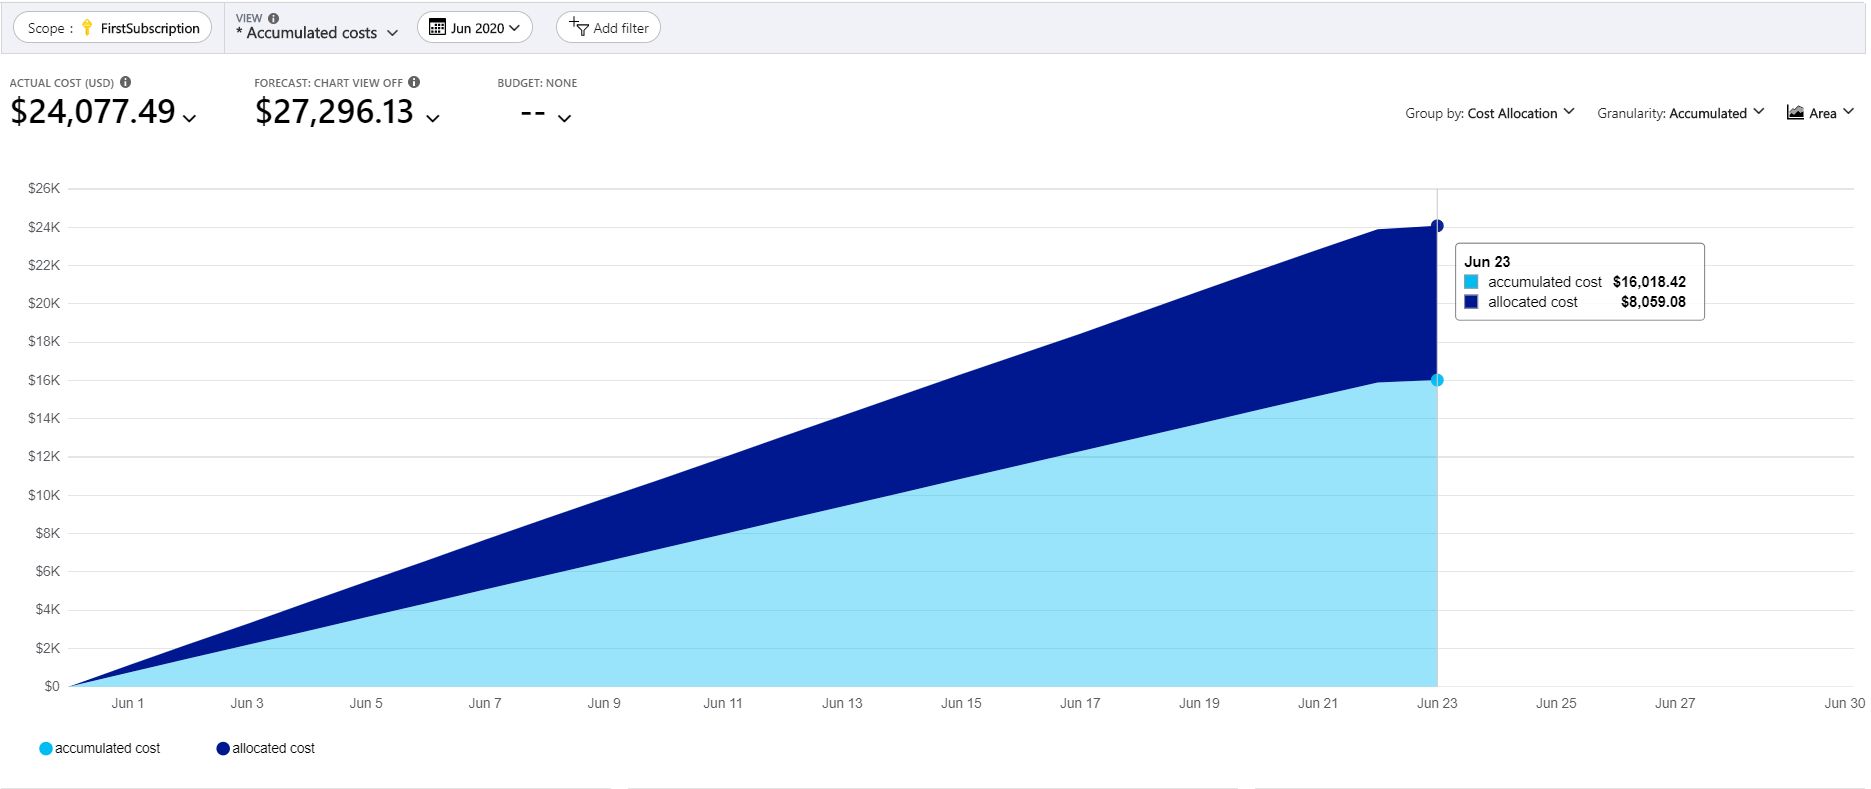 Scope : FirstSubscription
VIEW
* Accumulated costs
Jun 2020
Add filter
ACTUAL COST (USD)
$24,077.49
FORECAST: CHART VIEW OFF
$27,296.13
BUDGET: NONE
--
Group by: Cost Allocation
Granularity: Accumulated
Area
$26K
$24K
$22K
$20K
$18K
$16K
$14K
$12K
$10K
$8K
$6K
$4K
$2K
$0
Jun 23
accumulated cost $16,018.42
allocated cost $8,059.08
Jun 1 Jun 3 Jun 5 Jun 7 Jun 9 Jun 11 Jun 13 Jun 15 Jun 17 Jun 19 Jun 21 Jun 23 Jun 25 Jun 27 Jun 30
accumulated cost allocated cost